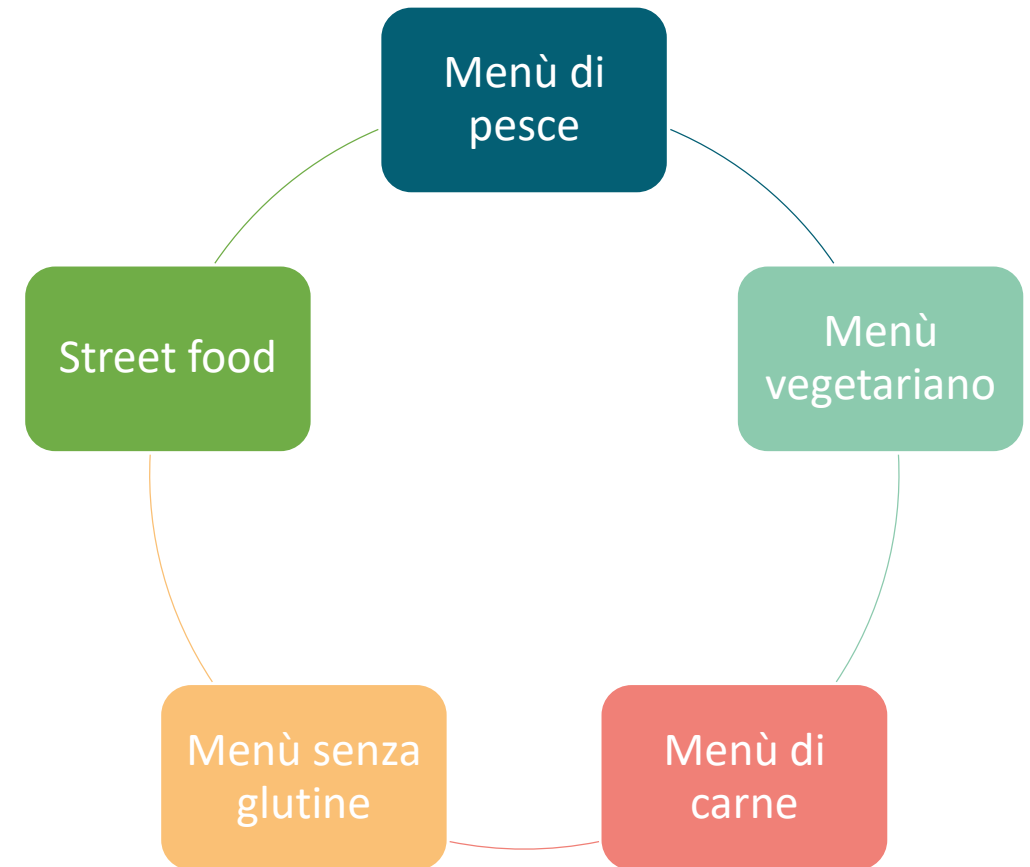 Menù di
pesce
Menù
vegetariano
Menù di
carne
Menù senza
glutine
Street food